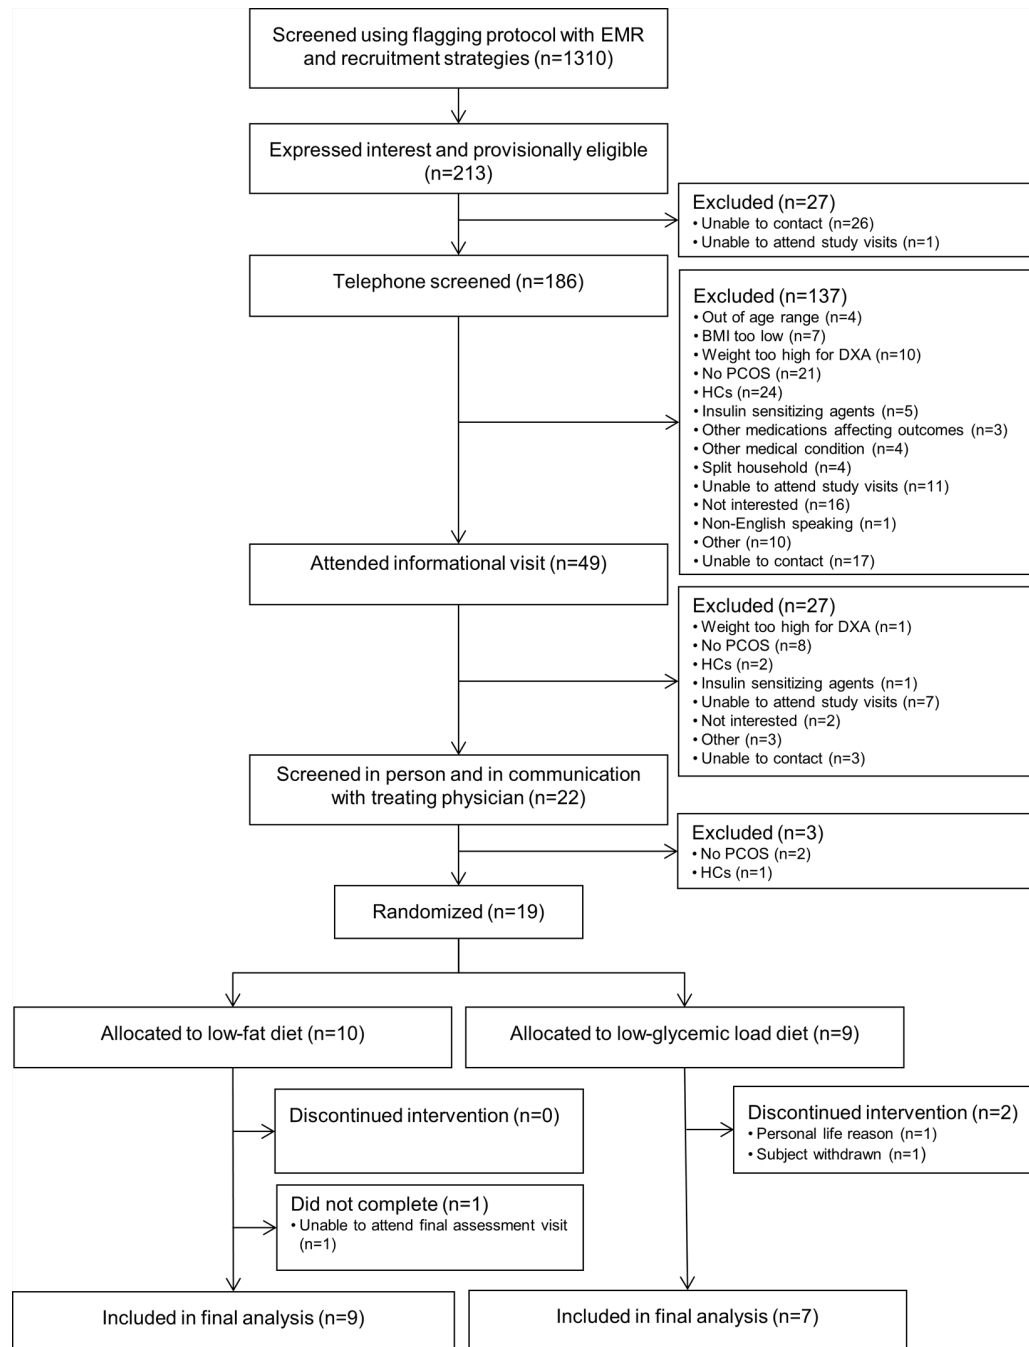 Screened using flagging protocol with EMR
and recruitment strategies (n=1310)
Expressed interest and provisionally eligible
(n=213)
Excluded (n=27)
• Unable to contact (n=26)
• Unable to attend study visits (n=1)
Telephone screened (n=186)
Excluded (n=137)
• Out of age range (n=4)
• BMI too low (n=7)
• Weight too high for DXA (n=10)
• No PCOS (n=21)
• HCs (n=24)
• Insulin sensitizing agents (n=5)
• Other medications affecting outcomes (n=3)
• Other medical condition (n=4)
• Split household (n=4)
• Unable to attend study visits (n=11)
• Not interested (n=16)
• Non-English speaking (n=1)
• Other (n=10)
• Unable to contact (n=17)
Attended informational visit (n=49)
Excluded (n=27)
• Weight too high for DXA (n=1)
• No PCOS (n=8)
• HCs (n=2)
• Insulin sensitizing agents (n=1)
• Unable to attend study visits (n=7)
• Not interested (n=2)
• Other (n=3)
• Unable to contact (n=3)
Screened in person and in communication
with treating physician (n=22)
Excluded (n=3)
• No PCOS (n=2)
• HCs (n=1)
Randomized (n=19)
Allocated to low-fat diet (n=10)
Allocated to low-glycemic load diet (n=9)
Discontinued intervention (n=0)
Discontinued intervention (n=2)
• Personal life reason (n=1)
• Subject withdrawn (n=1)
Did not complete (n=1)
• Unable to attend final assessment visit
(n=1)
Included in final analysis (n=9)
Included in final analysis (n=7)